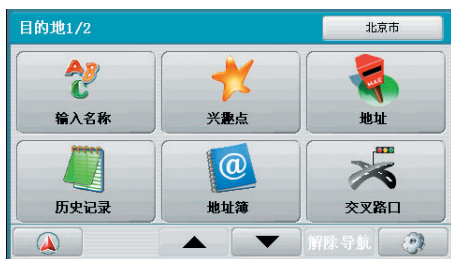 目的地1/2
北京市
输入名称
兴趣点
地址
历史记录
地址簿
交叉路口
解除导航